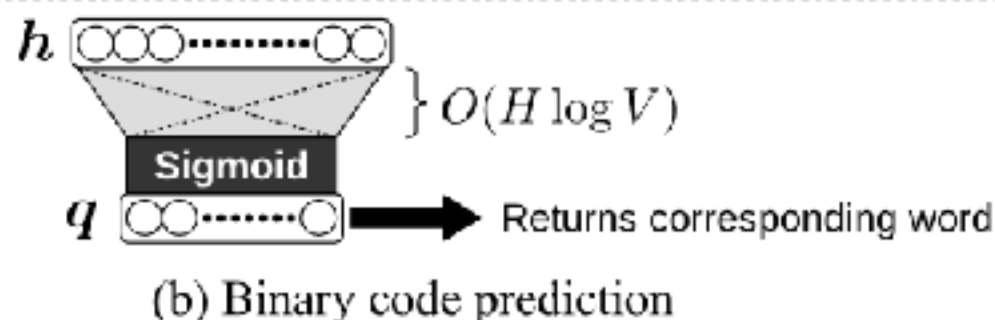 h
O(H log V)
Sigmoid
q
Returns corresponding word
(b) Binary code prediction